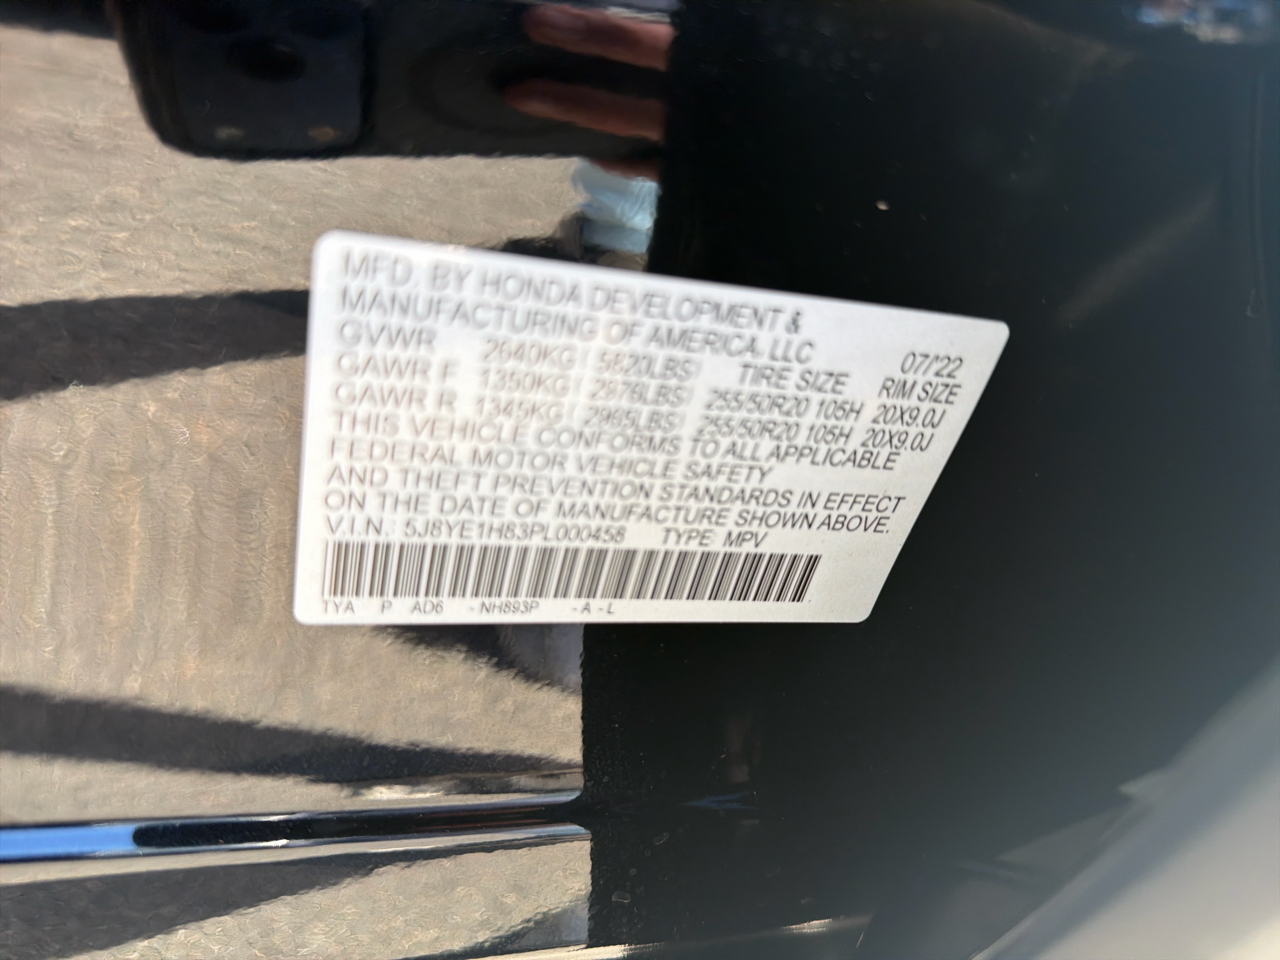 MFD. BY HONDA DEVELOPMENT &
MANUFACTURING OF AMERICA, LLC 07/'22
GVWR 2640KG ( 5820LBS) TIRE SIZE RIM SIZE
GAWR F 1350KG ( 2976LBS) 255/50R20 105H 20X9.0J
GAWR R 1345KG ( 2965LBS) 255/50R20 105H 20X9.0J
THIS VEHICLE CONFORMS TO ALL APPLICABLE
FEDERAL MOTOR VEHICLE SAFETY
AND THEFT PREVENTION STANDARDS IN EFFECT
ON THE DATE OF MANUFACTURE SHOWN ABOVE.
V.I.N. 5J8YE1H83PL000458 TYPE MPV
TYA P AD6 -NH893P -A-L